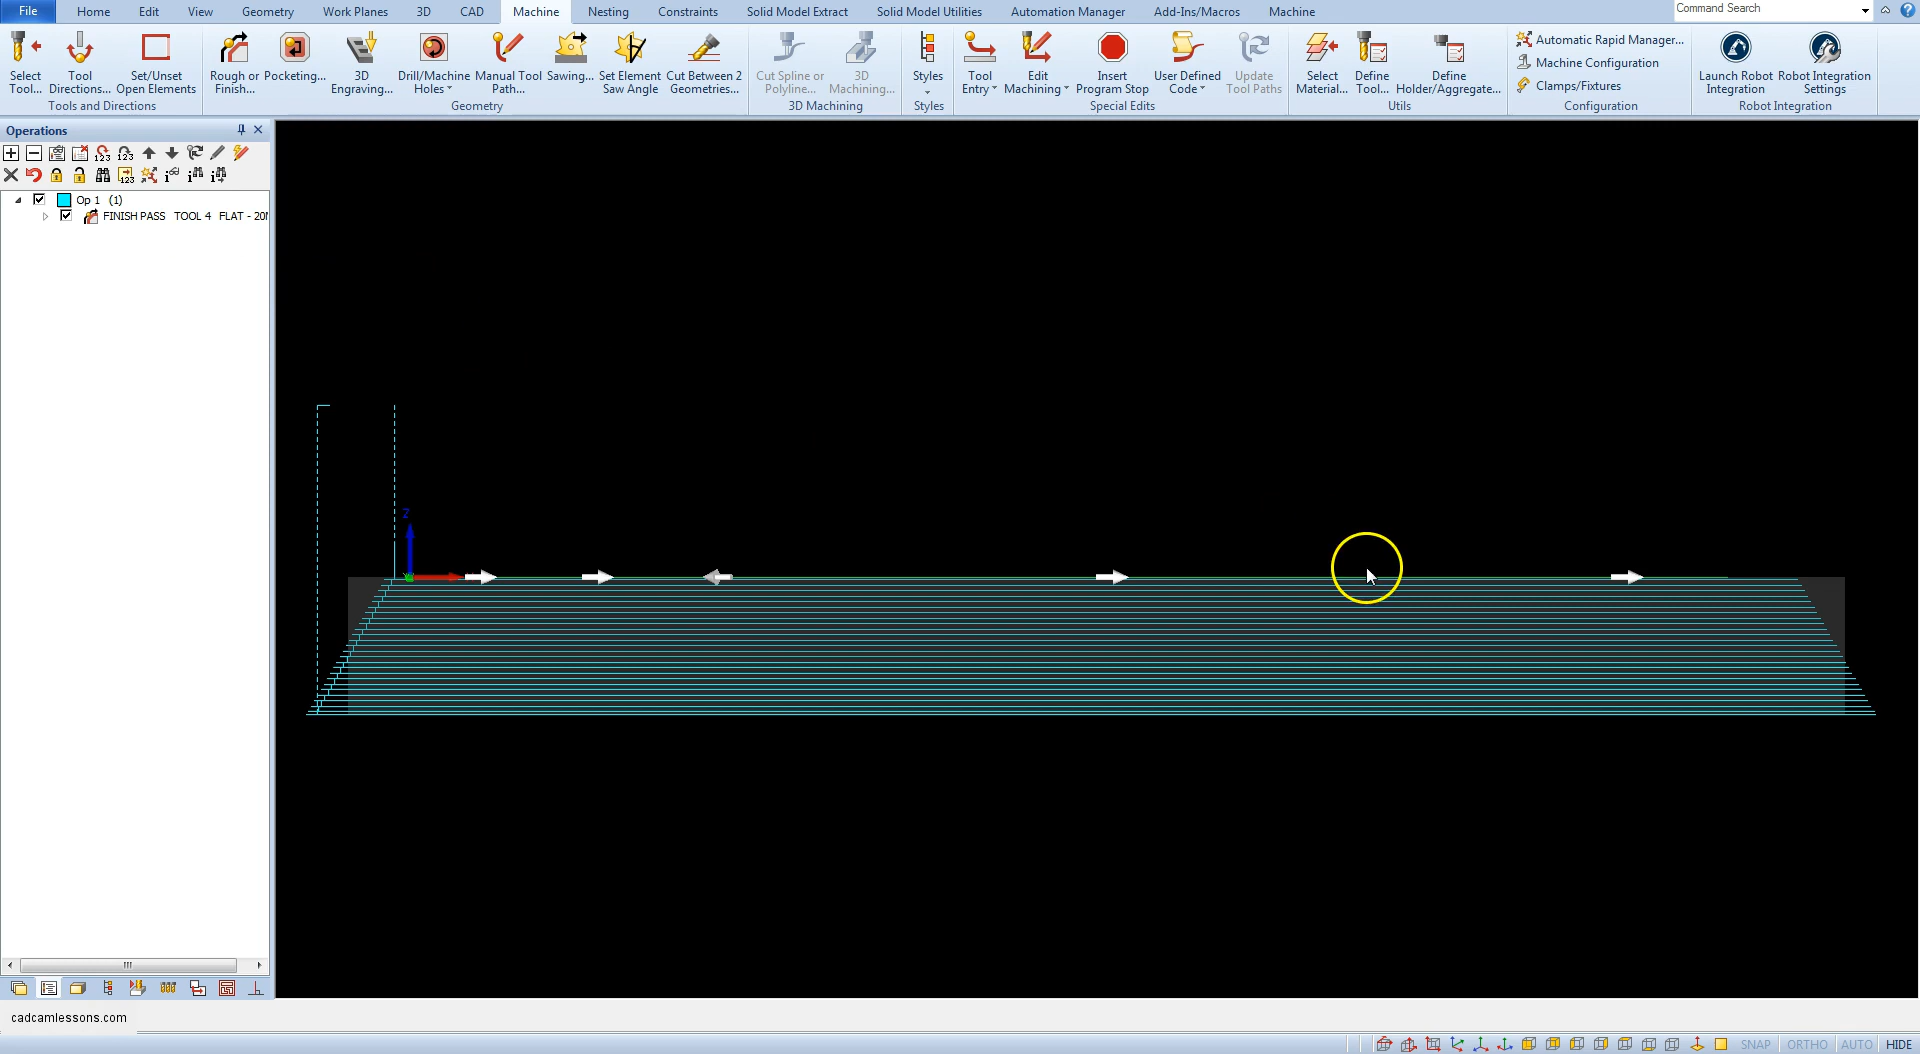 File Home Edit View Geometry Work Planes 3D CAD Machine Nesting Constraints Solid Model Extract Solid Model Utilities Automation Manager Add-Ins/Macros Machine Command Search
Select Tool...
Tool Directions...
Set/Unset Open Elements
Tools and Directions
Rough or Finish...
Pocketing...
3D Engraving...
Drill/Machine Holes
Manual Tool Path...
Sawing...
Set Element Saw Angle
Cut Between 2 Geometries...
Geometry
Cut Spline or Polyline...
3D Machining...
3D Machining
Styles
Styles
Tool Entry
Edit Machining
Insert Program Stop
User Defined Code
Update Tool Paths
Special Edits
Select Material...
Define Tool...
Define Holder/Aggregate...
Utils
Automatic Rapid Manager...
Machine Configuration
Clamps/Fixtures
Configuration
Launch Robot Integration
Robot Integration Settings
Robot Integration
Operations
123 123
123
Op 1 (1)
FINISH PASS TOOL 4 FLAT - 20
Z
cadcamlessons.com
SNAP ORTHO AUTO HIDE